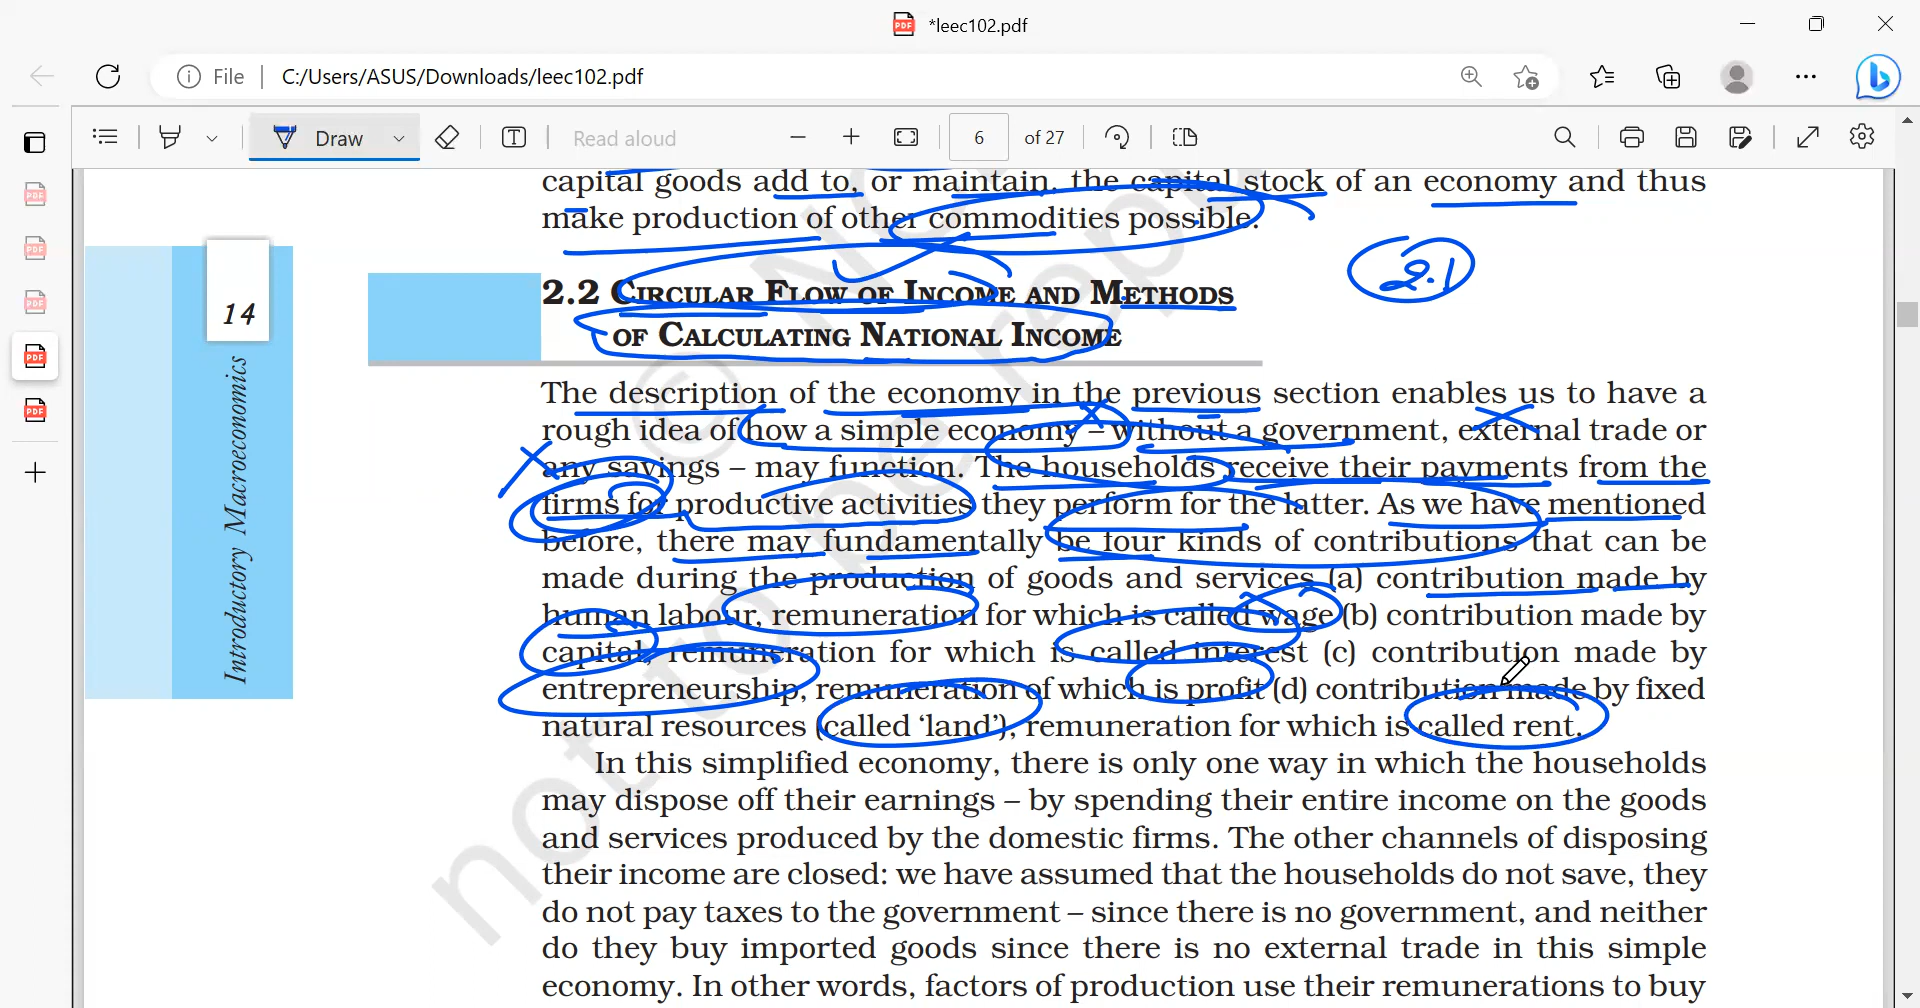 *leec102.pdf
File
C:/Users/ASUS/Downloads/leec102.pdf
Draw
Read aloud
6 of 27
capital goods add to, or maintain, the capital stock of an economy and thus
make production of other commodities possible.
2.1
14
Introductory Macroeconomics
2.2 CIRCULAR FLOW OF INCOME AND METHODS
OF CALCULATING NATIONAL INCOME
The description of the economy in the previous section enables us to have a
rough idea of how a simple economy – without a government, external trade or
any savings – may function. The households receive their payments from the
firms for productive activities they perform for the latter. As we have mentioned
before, there may fundamentally be four kinds of contributions that can be
made during the production of goods and services (a) contribution made by
human labour, remuneration for which is called wage (b) contribution made by
capital, remuneration for which is called interest (c) contribution made by
entrepreneurship, remuneration of which is profit (d) contribution made by fixed
natural resources (called ‘land’), remuneration for which is called rent.
In this simplified economy, there is only one way in which the households
may dispose off their earnings – by spending their entire income on the goods
and services produced by the domestic firms. The other channels of disposing
their income are closed: we have assumed that the households do not save, they
do not pay taxes to the government – since there is no government, and neither
do they buy imported goods since there is no external trade in this simple
economy. In other words, factors of production use their remunerations to buy